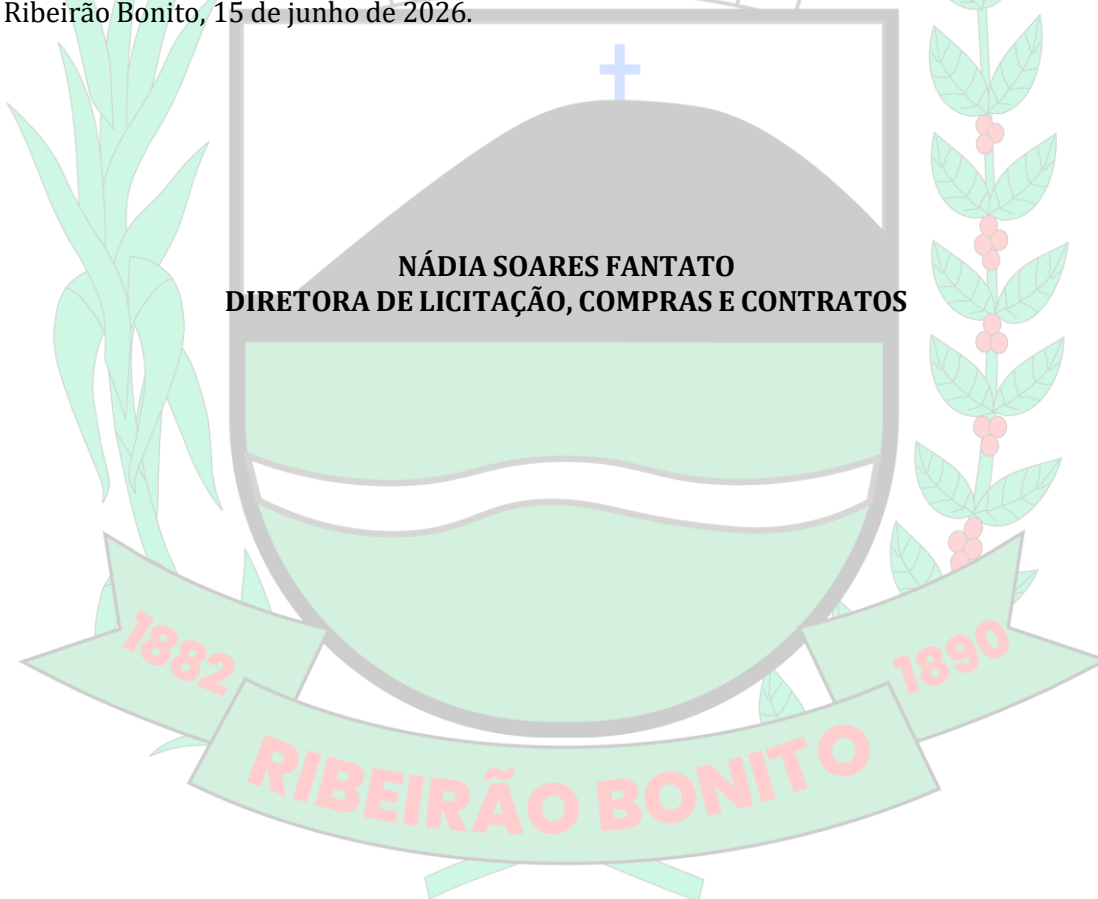 Ribeirão Bonito, 15 de junho de 2026.
NÁDIA SOARES FANTATO
DIRETORA DE LICITAÇÃO, COMPRAS E CONTRATOS
1882
1890
RIBEIRÃO BONITO